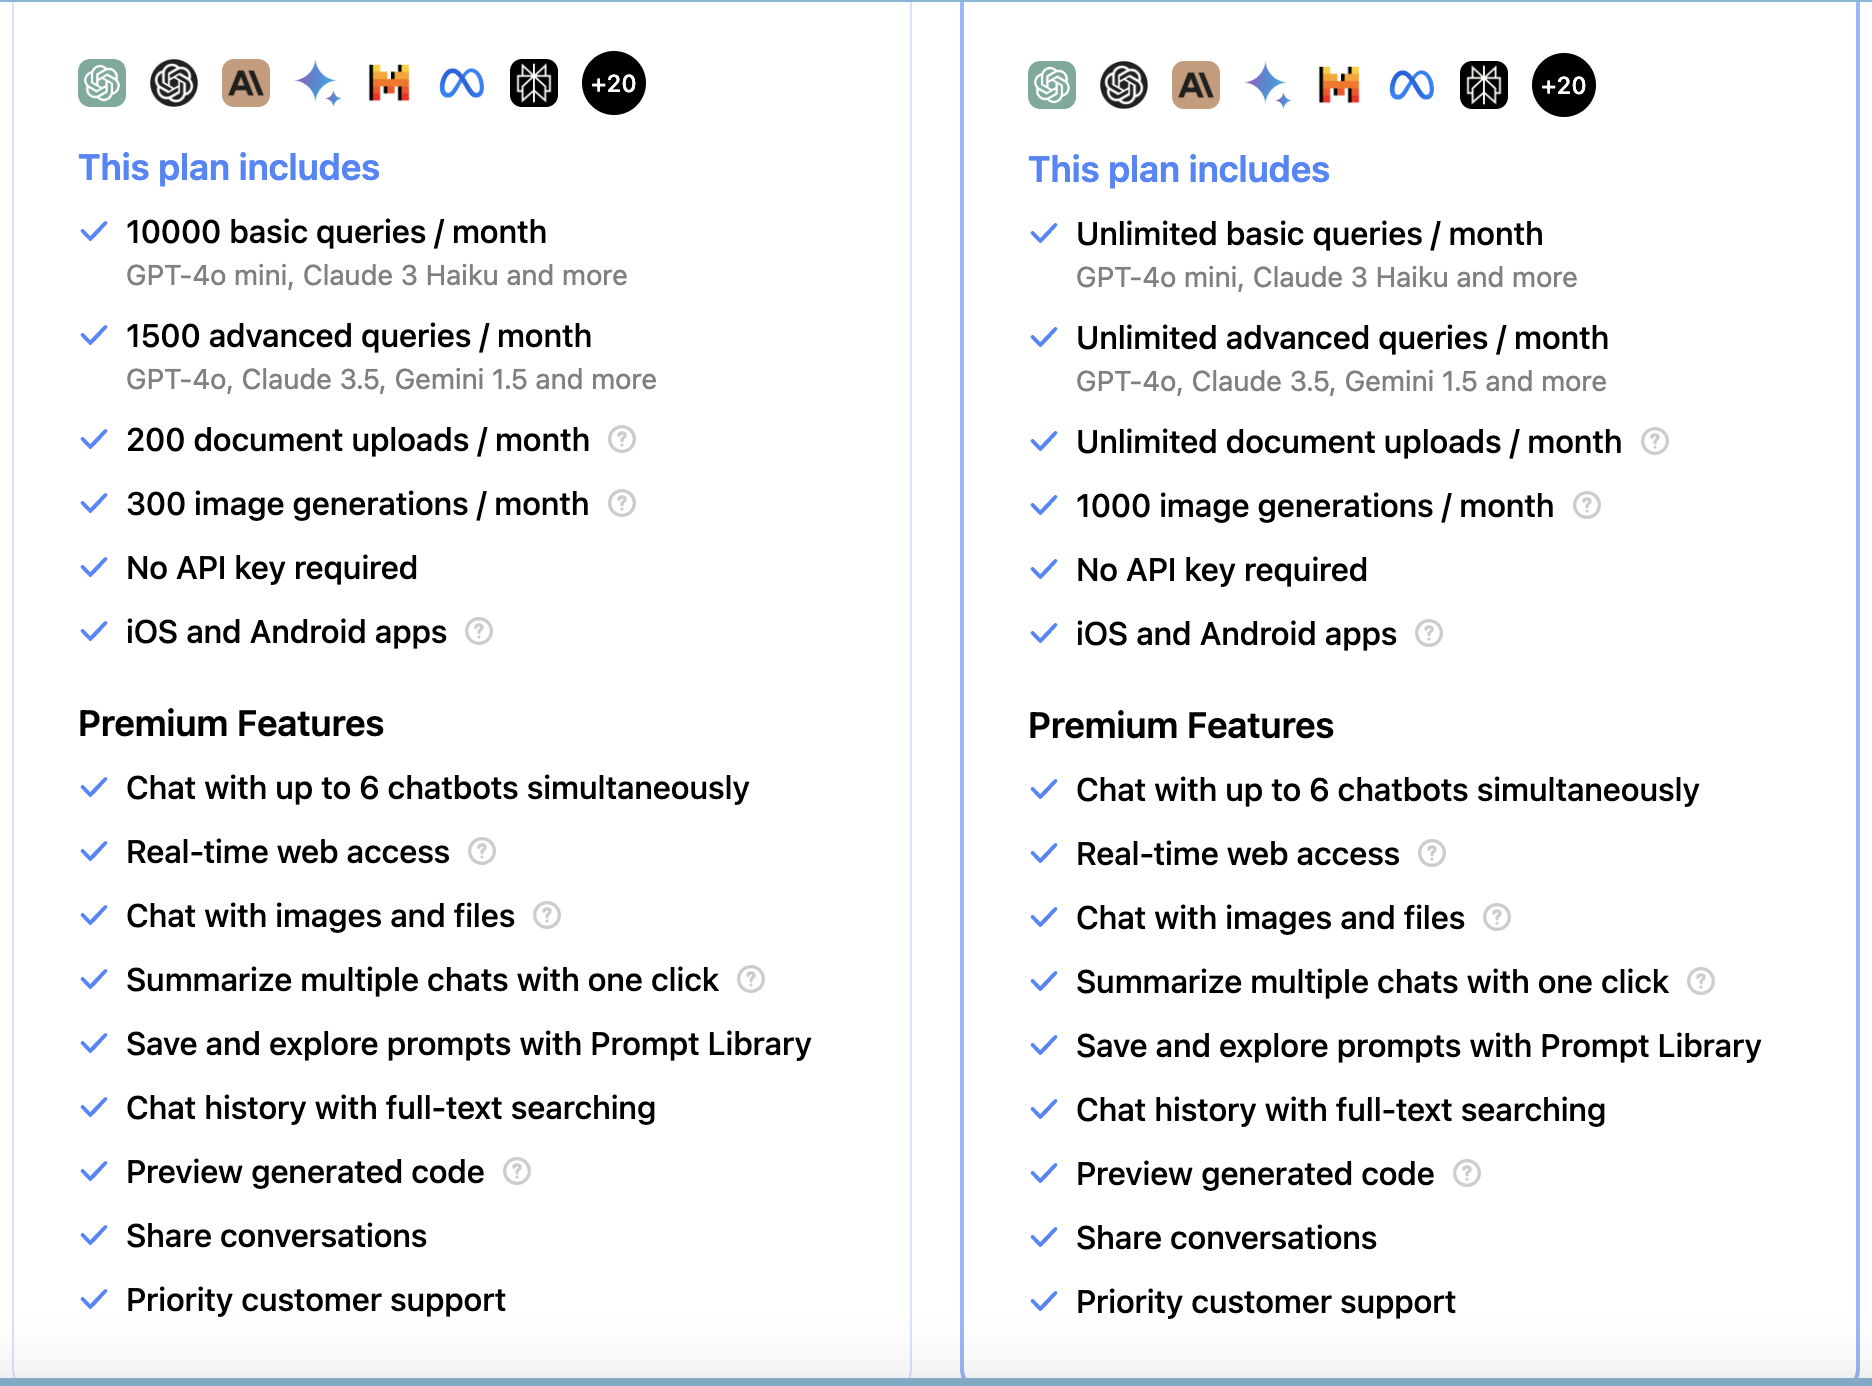 +20
This plan includes
10000 basic queries / month
GPT-4o mini, Claude 3 Haiku and more
1500 advanced queries / month
GPT-4o, Claude 3.5, Gemini 1.5 and more
200 document uploads / month ?
300 image generations / month ?
No API key required
iOS and Android apps ?
Premium Features
Chat with up to 6 chatbots simultaneously
Real-time web access ?
Chat with images and files ?
Summarize multiple chats with one click ?
Save and explore prompts with Prompt Library
Chat history with full-text searching
Preview generated code ?
Share conversations
Priority customer support
+20
This plan includes
Unlimited basic queries / month
GPT-4o mini, Claude 3 Haiku and more
Unlimited advanced queries / month
GPT-4o, Claude 3.5, Gemini 1.5 and more
Unlimited document uploads / month ?
1000 image generations / month ?
No API key required
iOS and Android apps ?
Premium Features
Chat with up to 6 chatbots simultaneously
Real-time web access ?
Chat with images and files ?
Summarize multiple chats with one click ?
Save and explore prompts with Prompt Library
Chat history with full-text searching
Preview generated code ?
Share conversations
Priority customer support